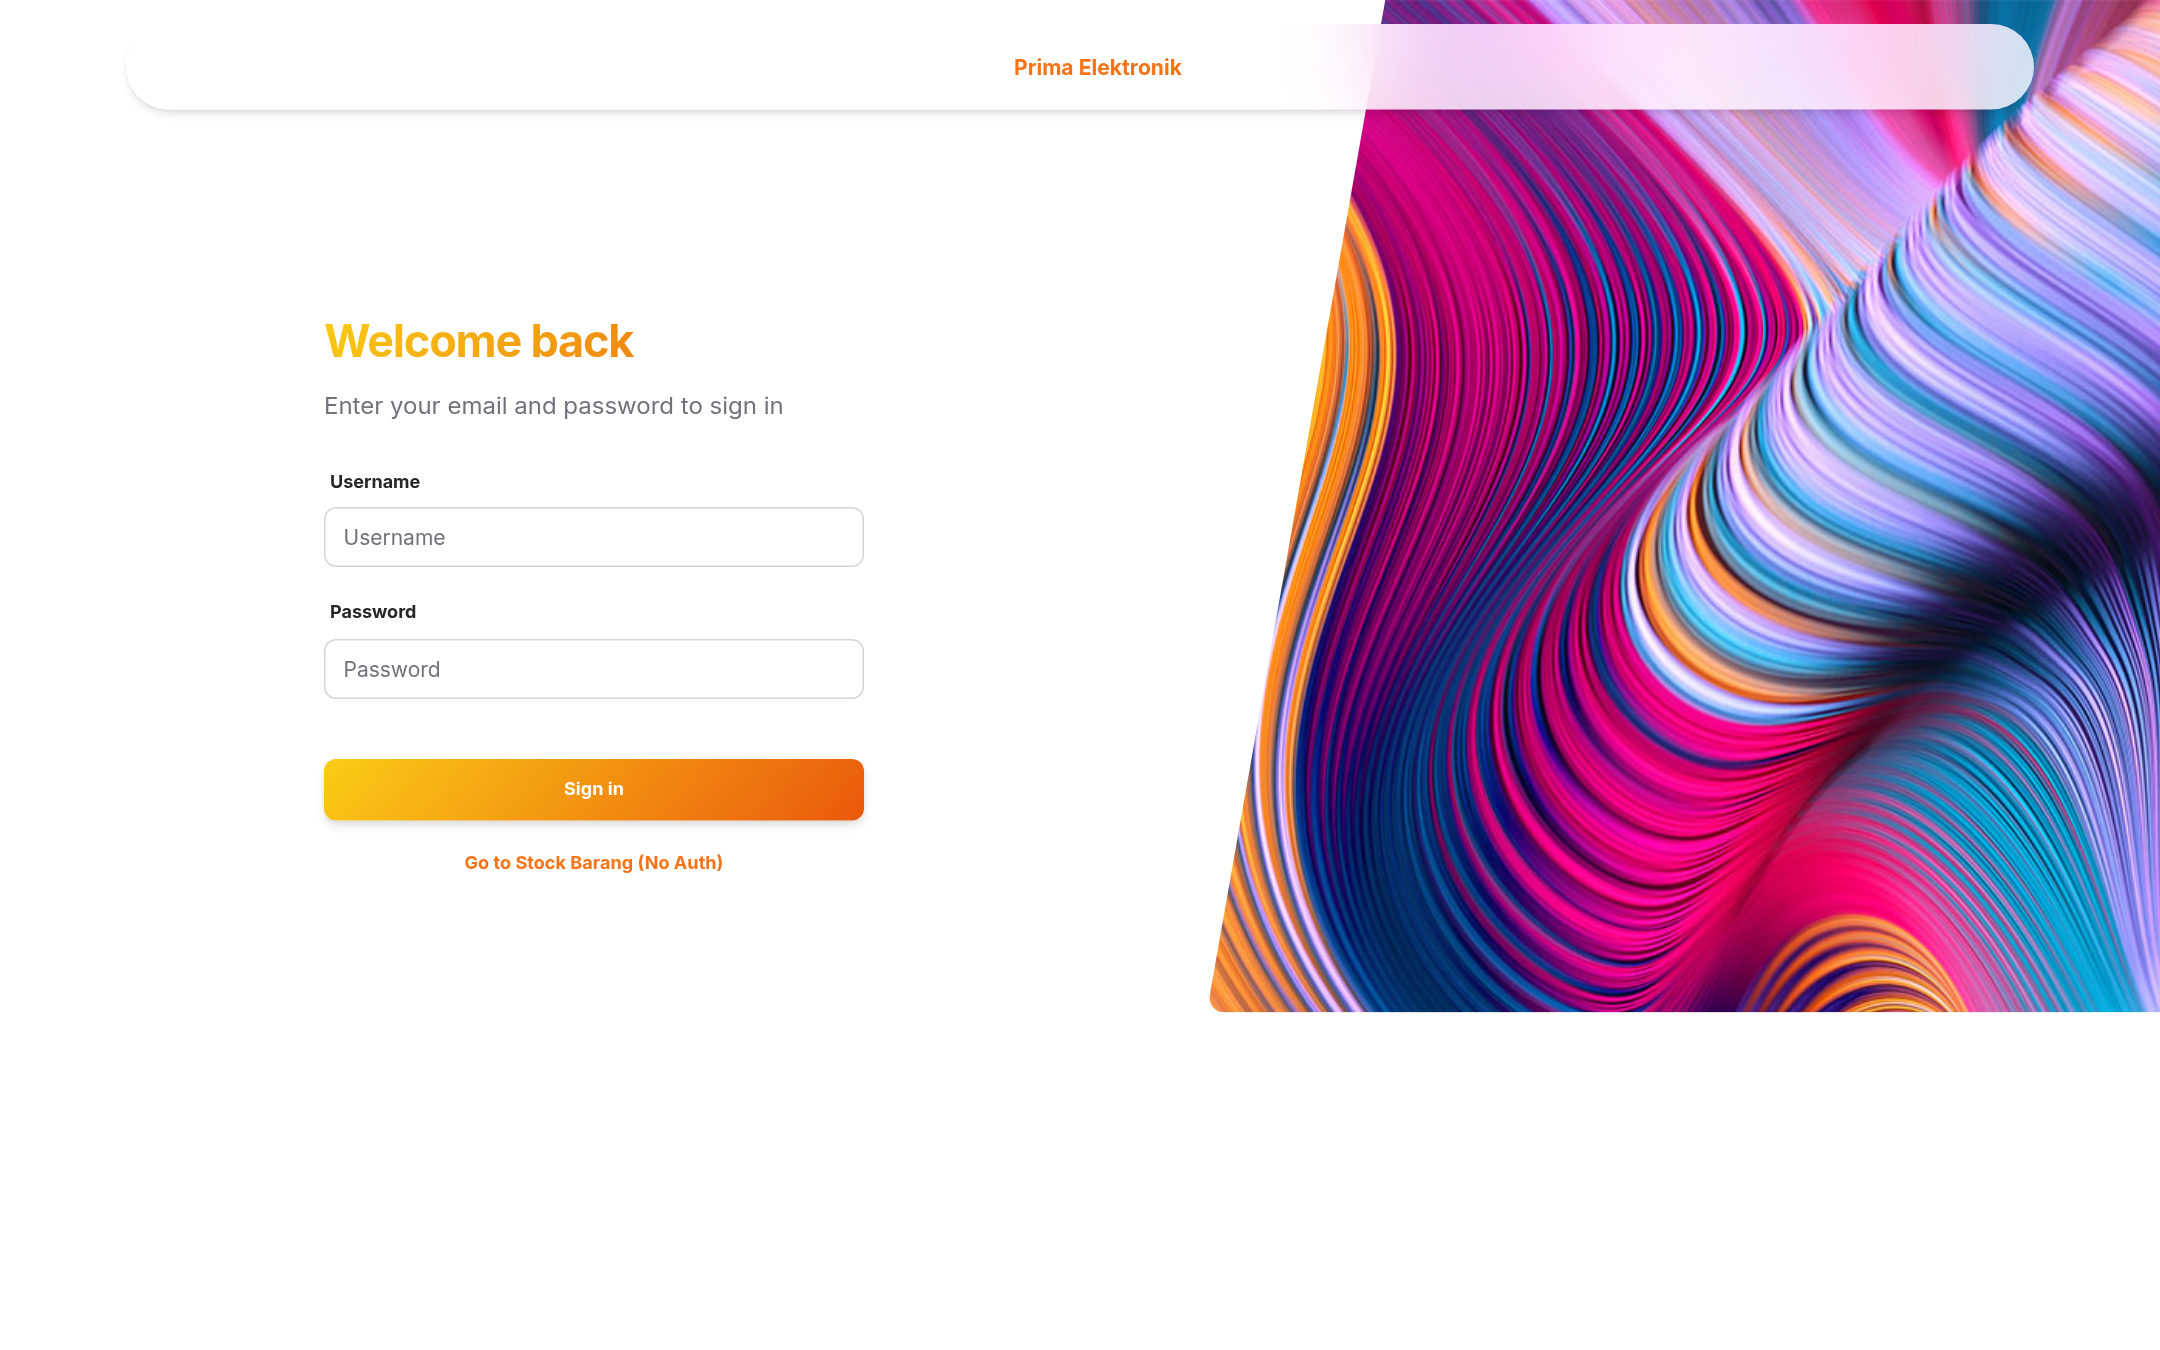 Prima Elektronik
Welcome back
Enter your email and password to sign in
Username
Username
Password
Password
Sign in
Go to Stock Barang (No Auth)